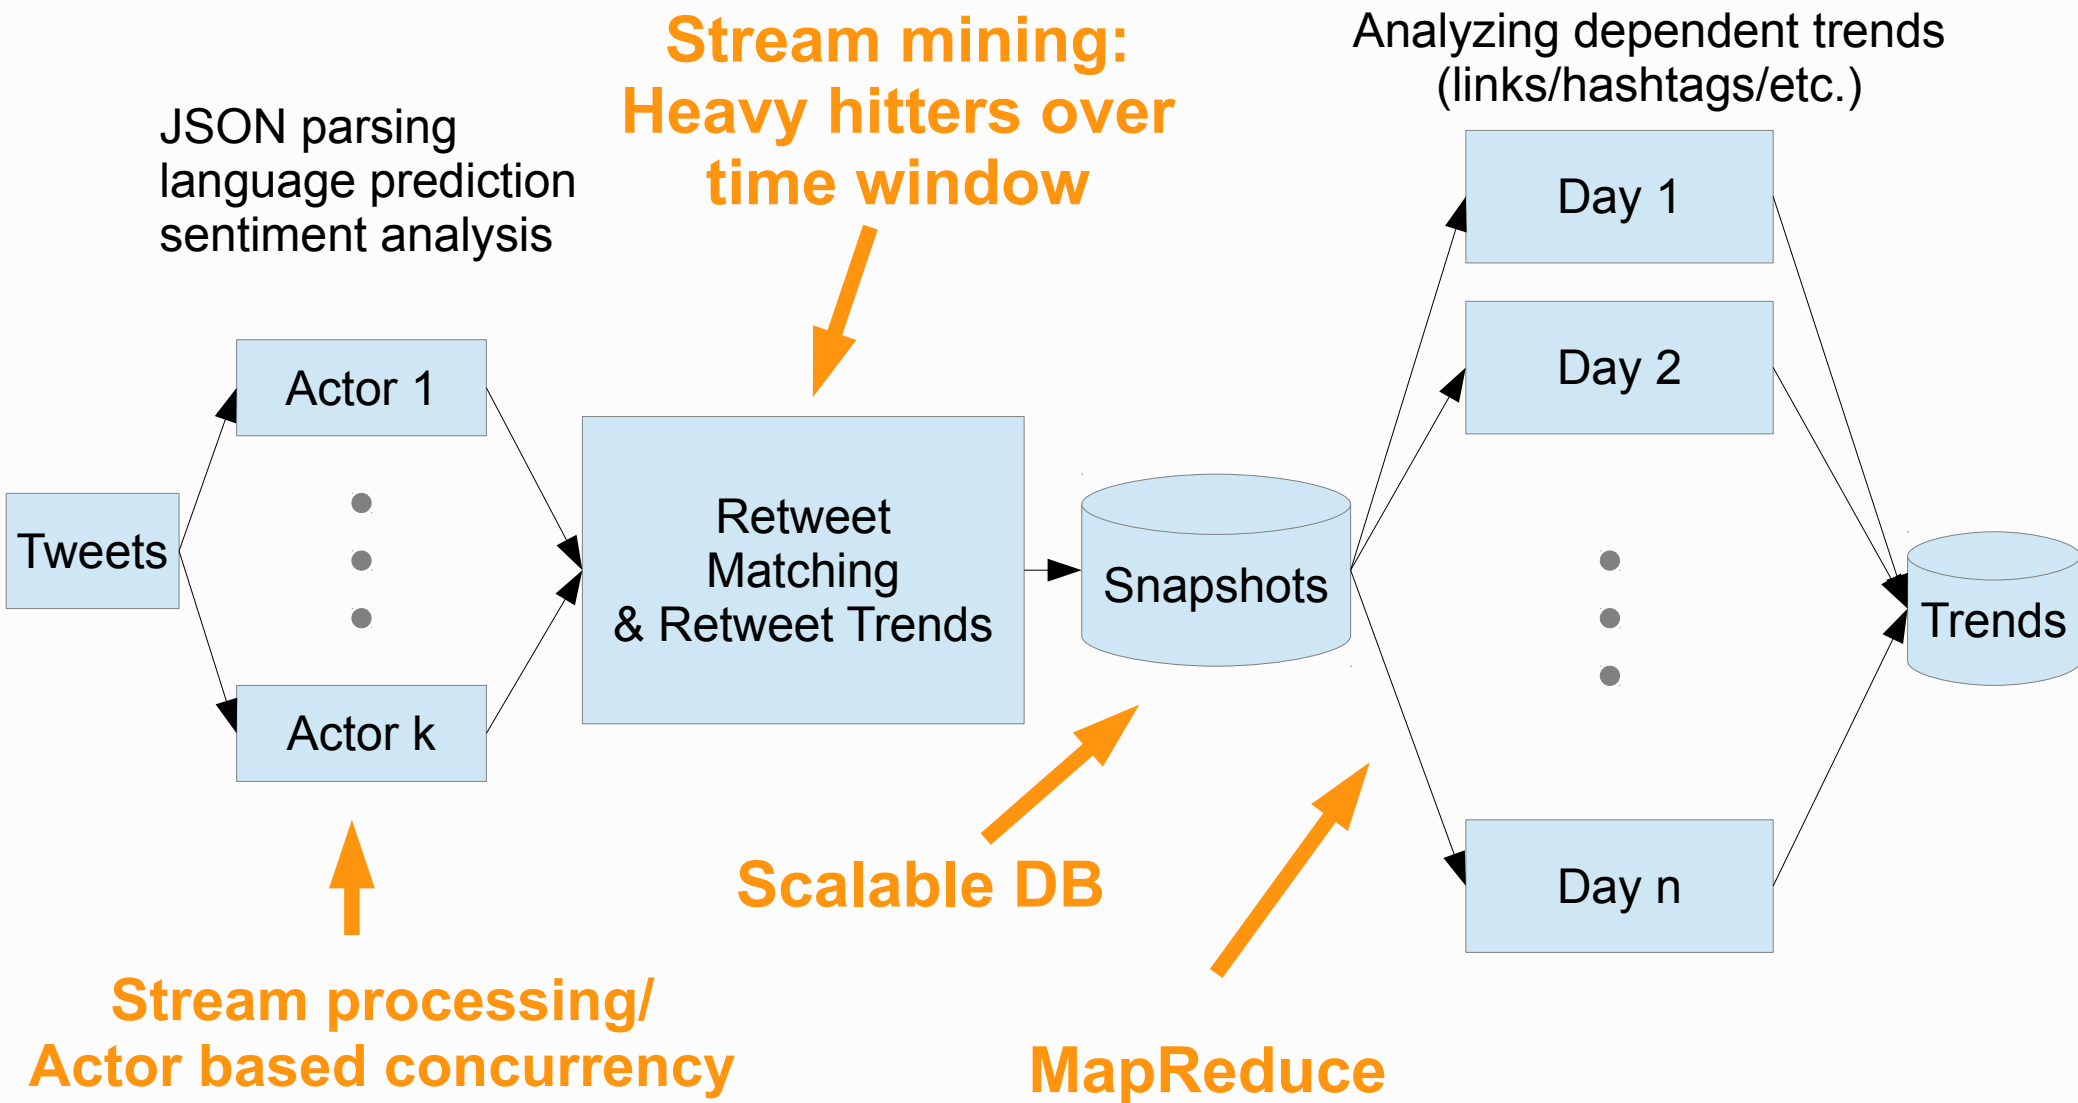 Stream mining:
Heavy hitters over
time window
Analyzing dependent trends
(links/hashtags/etc.)
JSON parsing
language prediction
sentiment analysis
Tweets
Actor 1
Actor k
Retweet
Matching
& Retweet Trends
Snapshots
Day 1
Day 2
Day n
Trends
Stream processing/
Actor based concurrency
Scalable DB
MapReduce